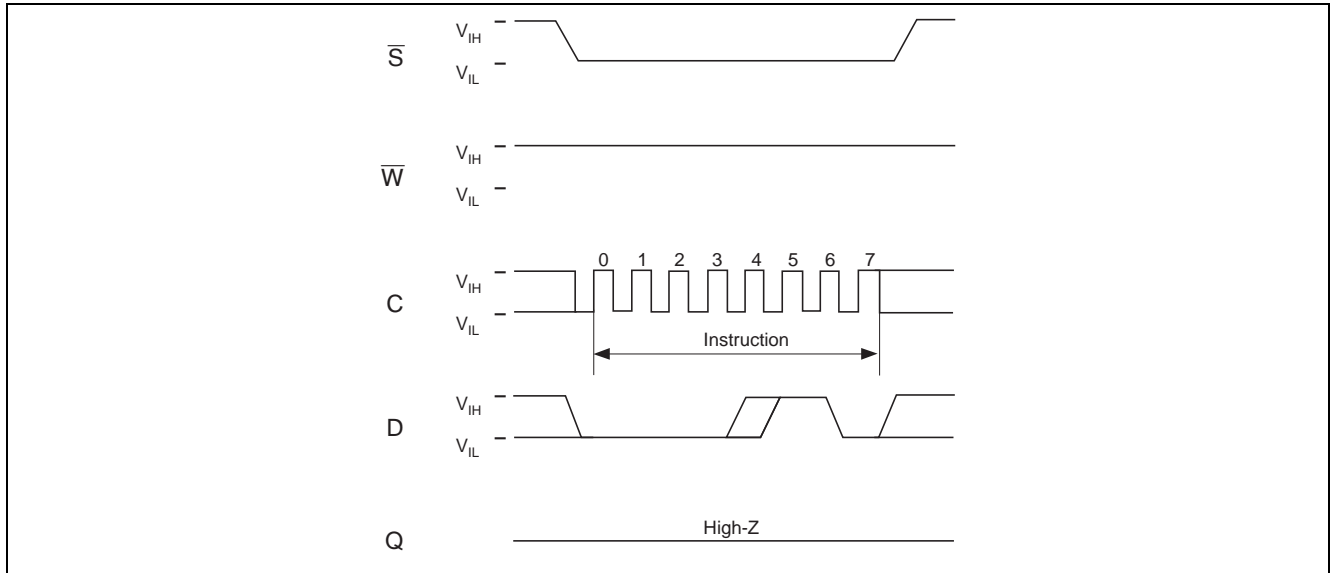 V_IH
S̅
V_IL
V_IH
W̅
V_IL
0 1 2 3 4 5 6 7
V_IH
C
V_IL
Instruction
V_IH
D
V_IL
High-Z
Q